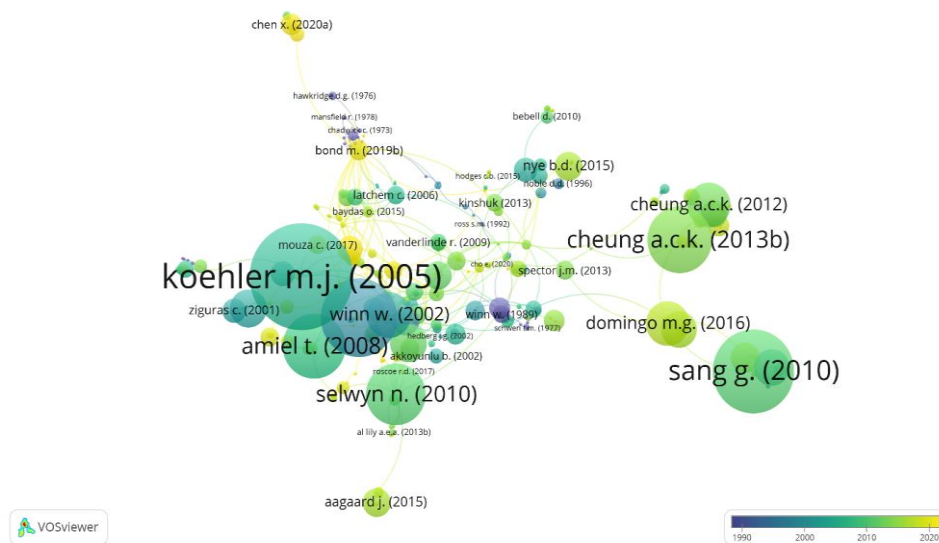 chen x. (2020a)
hawkridge d.g. (1976)
mansfield r. (1978)
bebell d. (2010)
bond m. (2019b)
nye b.d. (2015)
hodges c.b. (2015)
noble d.d. (1996)
latchem c. (2006)
kinshuk (2013)
cheung a.c.k. (2012)
baydas o. (2015)
ross s.m. (1992)
mouza c. (2017)
vanderlinde r. (2009)
cheung a.c.k. (2013b)
koehler m.j. (2005)
cho e. (2020)
spector j.m. (2013)
ziguras c. (2001)
winn w. (2002)
winn w. (1989)
domingo m.g. (2016)
amiel t. (2008)
hedberg j.g. (2002)
akkoyunlu b. (2002)
roscoe r.d. (2017)
sang g. (2010)
selwyn n. (2010)
al lily a.e.a. (2013b)
aagaard j. (2015)
VOSviewer
1990 2000 2010 2020